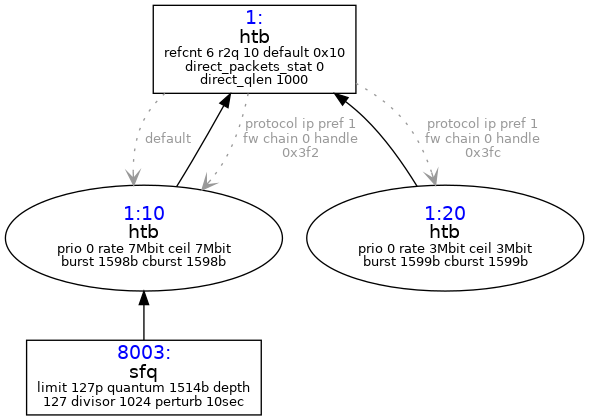 1:
htb
refcnt 6 r2q 10 default 0x10
direct_packets_stat 0
direct_qlen 1000
default
protocol ip pref 1
fw chain 0 handle
0x3f2
protocol ip pref 1
fw chain 0 handle
0x3fc
1:10
htb
prio 0 rate 7Mbit ceil 7Mbit
burst 1598b cburst 1598b
1:20
htb
prio 0 rate 3Mbit ceil 3Mbit
burst 1599b cburst 1599b
8003:
sfq
limit 127p quantum 1514b depth
127 divisor 1024 perturb 10sec